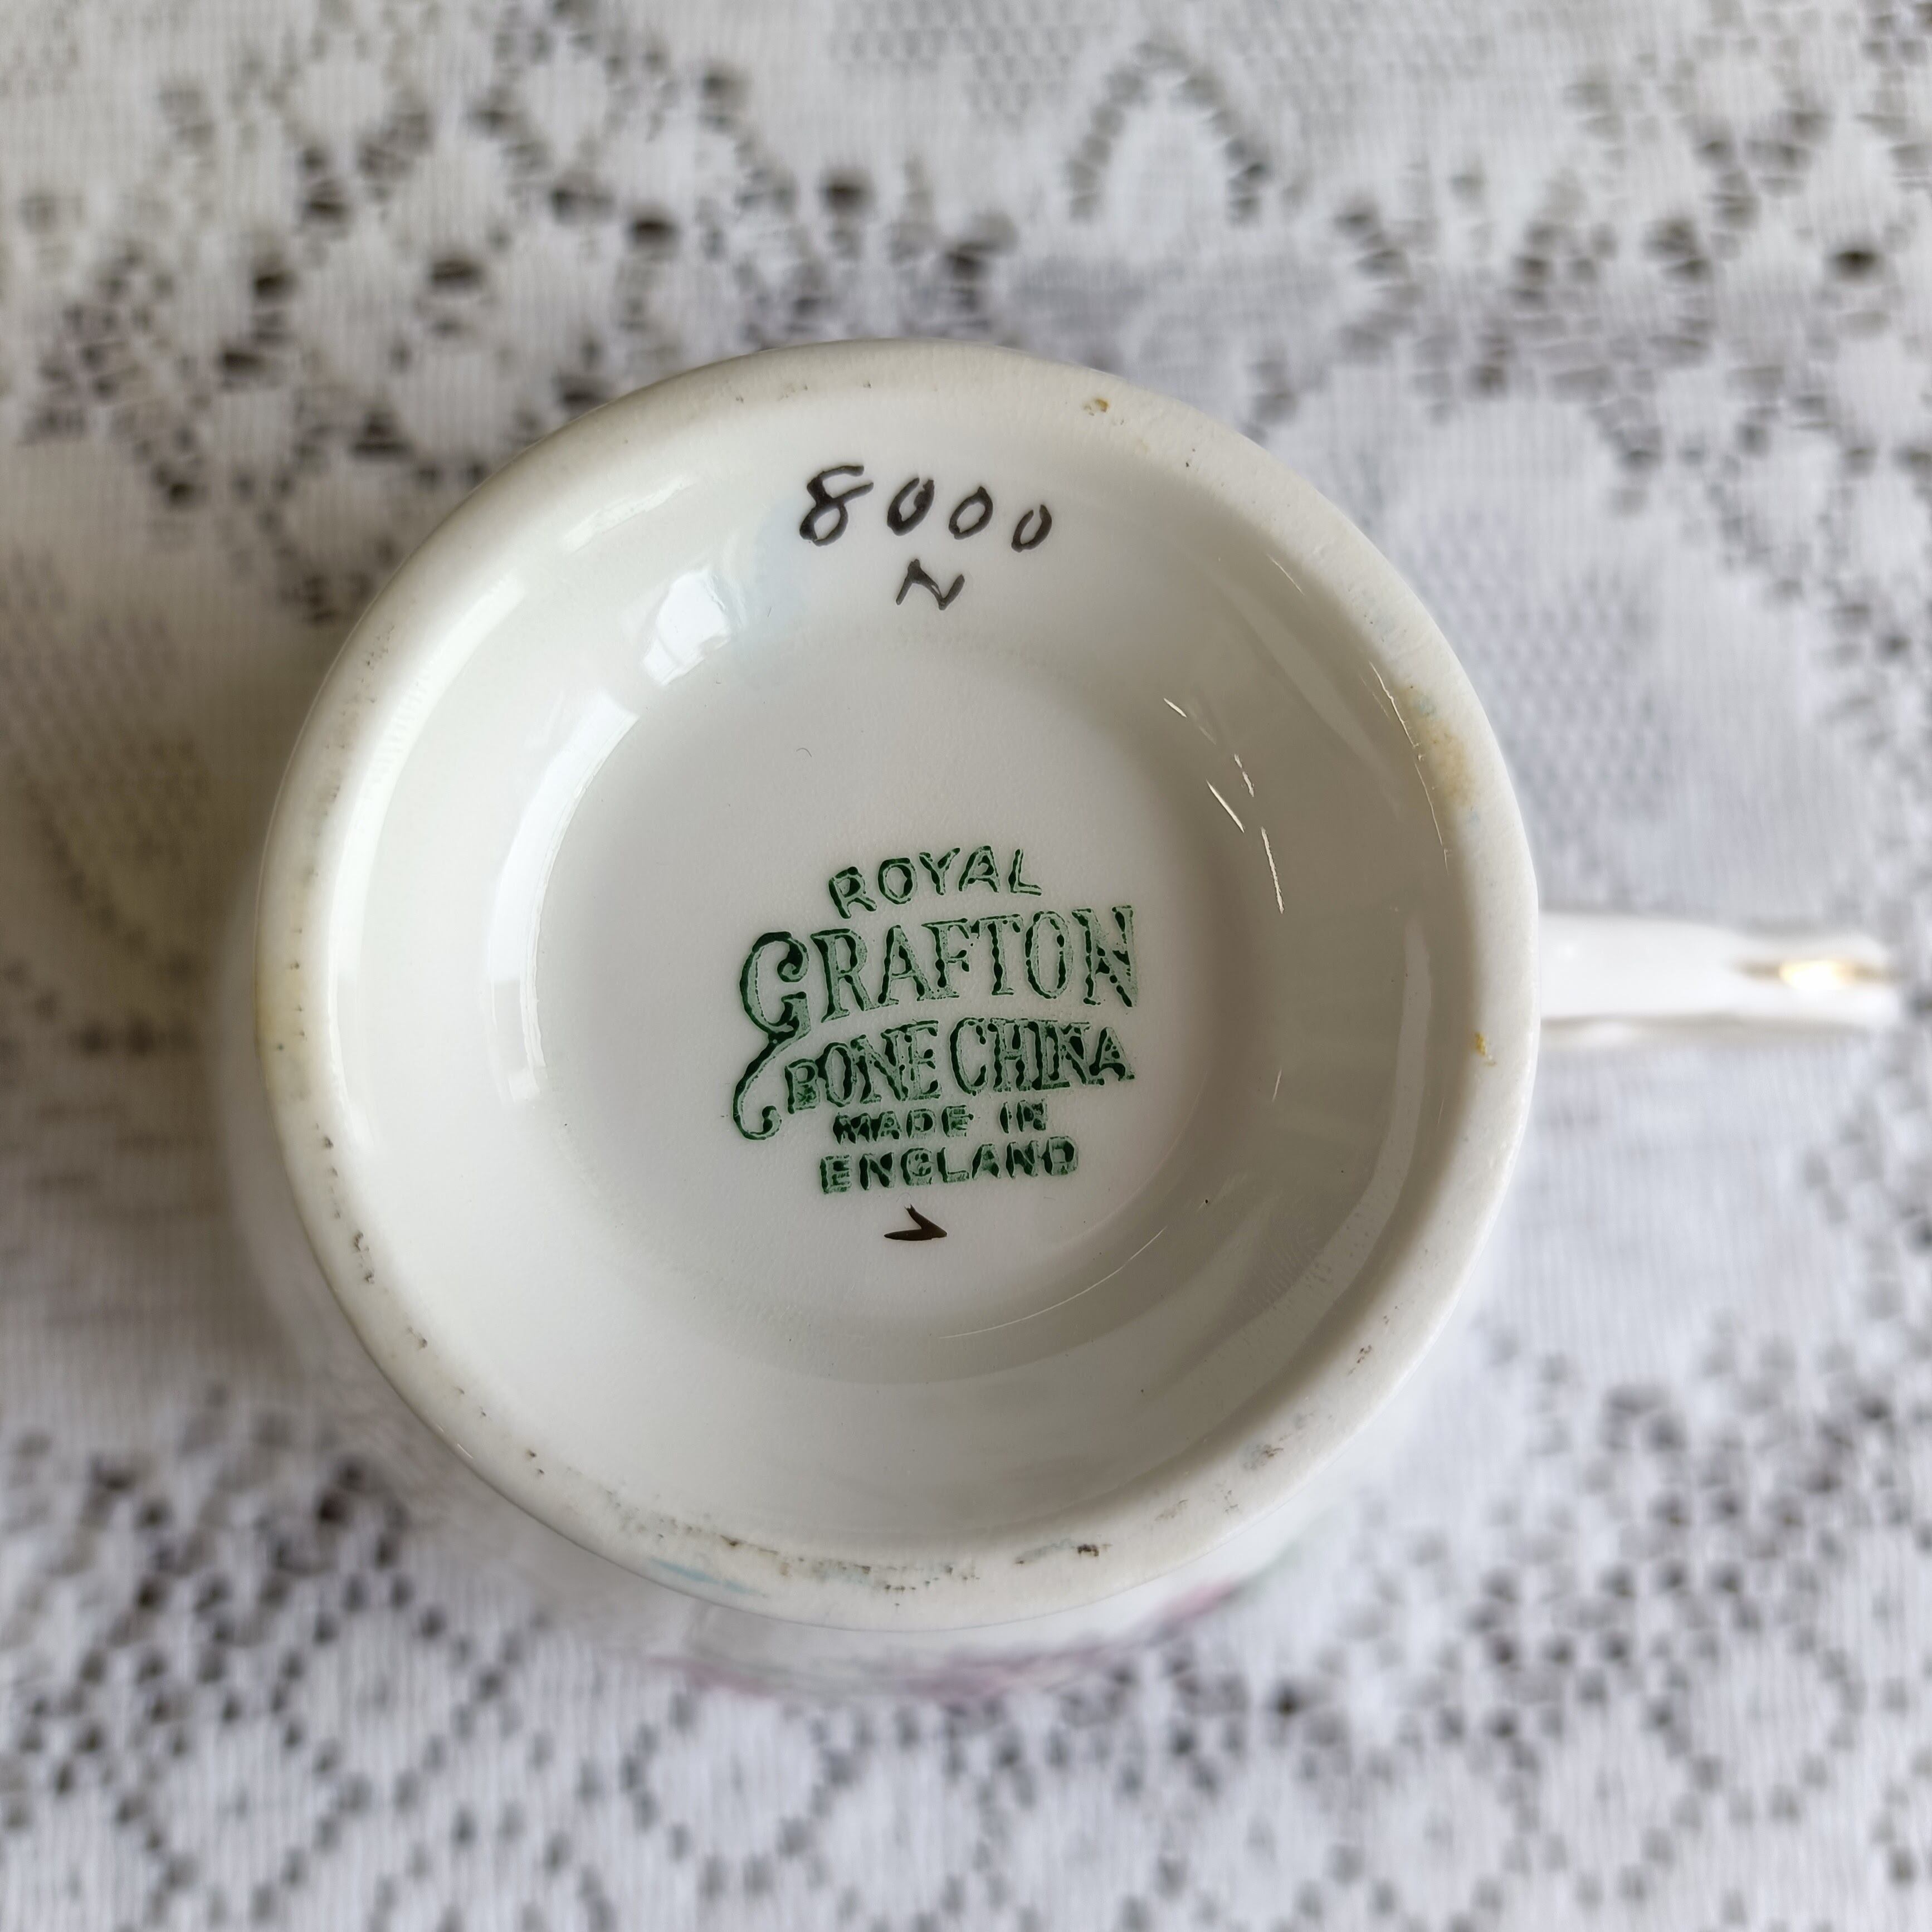 8000
N
ROYAL
GRAFTON
BONE CHINA
MADE IN
ENGLAND